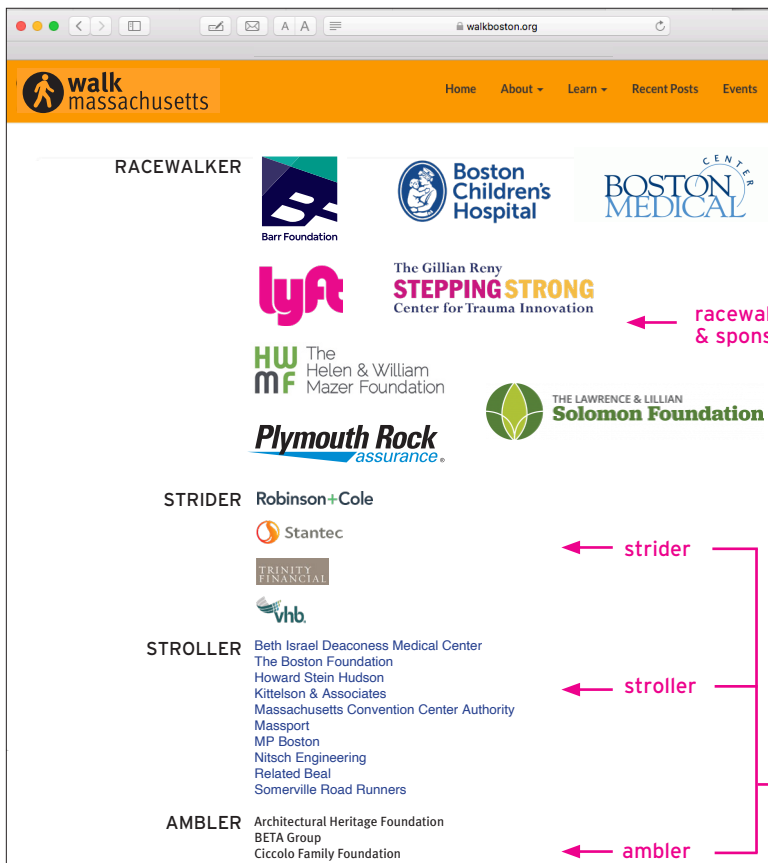 A A
walkboston.org
walk
massachusetts
Home About Learn Recent Posts Events
RACEWALKER
Barr Foundation
Boston
Children's
Hospital
BOSTON
MEDICAL
CENTER
lyft
The Gillian Reny
STEPPING STRONG
Center for Trauma Innovation
& 
HW
MF
The
Helen & William
Mazer Foundation
THE LAWRENCE & LILLIAN
Solomon Foundation
Plymouth Rock
assurance®
STRIDER
Robinson+Cole
Stantec
TRINITY
FINANCIAL
vhb.
strider
STROLLER
Beth Israel Deaconess Medical Center
The Boston Foundation
Howard Stein Hudson
Kittelson & Associates
Massachusetts Convention Center Authority
Massport
MP Boston
Nitsch Engineering
Related Beal
Somerville Road Runners
stroller
AMBLER
Architectural Heritage Foundation
BETA Group
Ciccolo Family Foundation
ambler